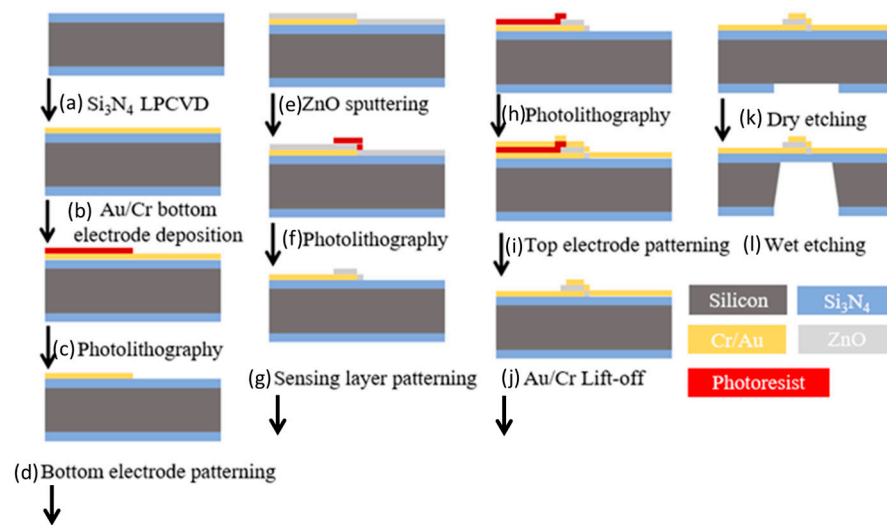 (a) Si₃N₄ LPCVD
(b) Au/Cr bottom
electrode deposition
(c) Photolithography
(d) Bottom electrode patterning
(e) ZnO sputtering
(f) Photolithography
(g) Sensing layer patterning
(h) Photolithography
(i) Top electrode patterning
(j) Au/Cr Lift-off
(k) Dry etching
(l) Wet etching
Silicon
Si₃N₄
Cr/Au
ZnO
Photoresist